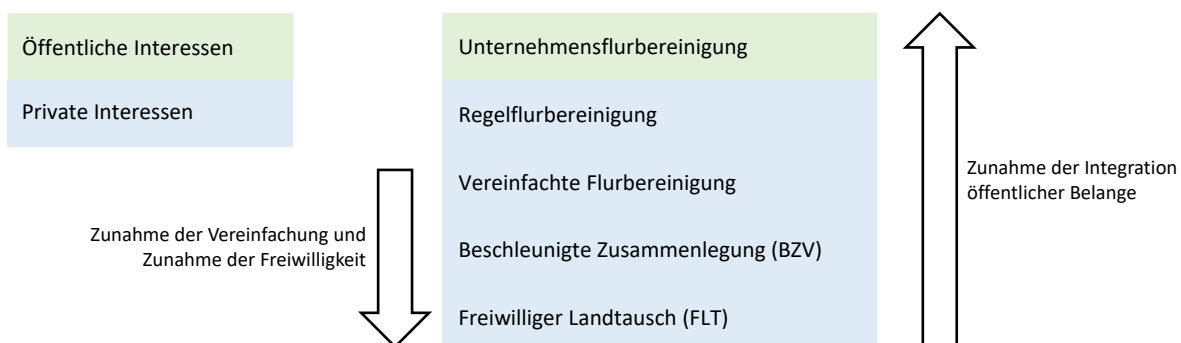 Öffentliche Interessen
Private Interessen
Unternehmensflurbereinigung
Regelflurbereinigung
Vereinfachte Flurbereinigung
Beschleunigte Zusammenlegung (BZV)
Freiwilliger Landtausch (FLT)
Zunahme der Vereinfachung und
Zunahme der Freiwilligkeit
Zunahme der Integration
öffentlicher Belange